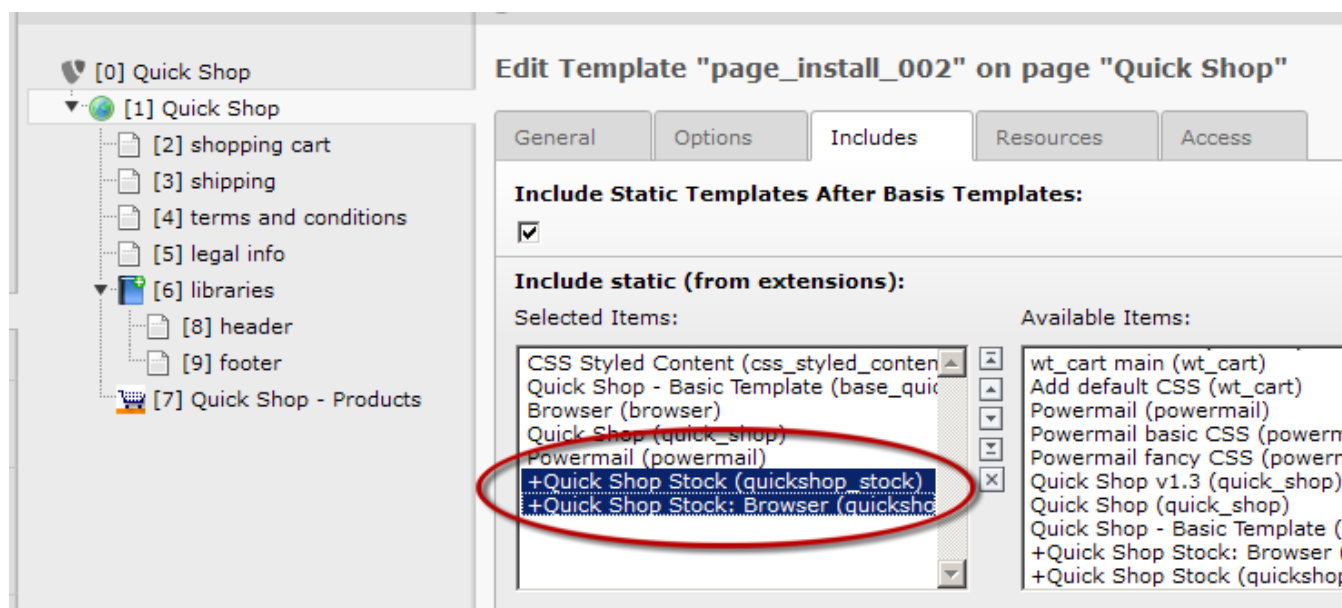 [0] Quick Shop
[1] Quick Shop
[2] shopping cart
[3] shipping
[4] terms and conditions
[5] legal info
[6] libraries
[8] header
[9] footer
[7] Quick Shop - Products
Edit Template "page_install_002" on page "Quick Shop"
General Options Includes Resources Access
Include Static Templates After Basis Templates:
Include static (from extensions):
Selected Items:
CSS Styled Content (css_styled_conten
Quick Shop - Basic Template (base_quic
Browser (browser)
Quick Shop (quick_shop)
Powermail (powermail)
+Quick Shop Stock (quickshop_stock)
+Quick Shop Stock: Browser (quicksho
Available Items:
wt_cart main (wt_cart)
Add default CSS (wt_cart)
Powermail (powermail)
Powermail basic CSS (powerm
Powermail fancy CSS (powerm
Quick Shop v1.3 (quick_shop)
Quick Shop (quick_shop)
Quick Shop - Basic Template (
+Quick Shop Stock: Browser (
+Quick Shop Stock (quickshop